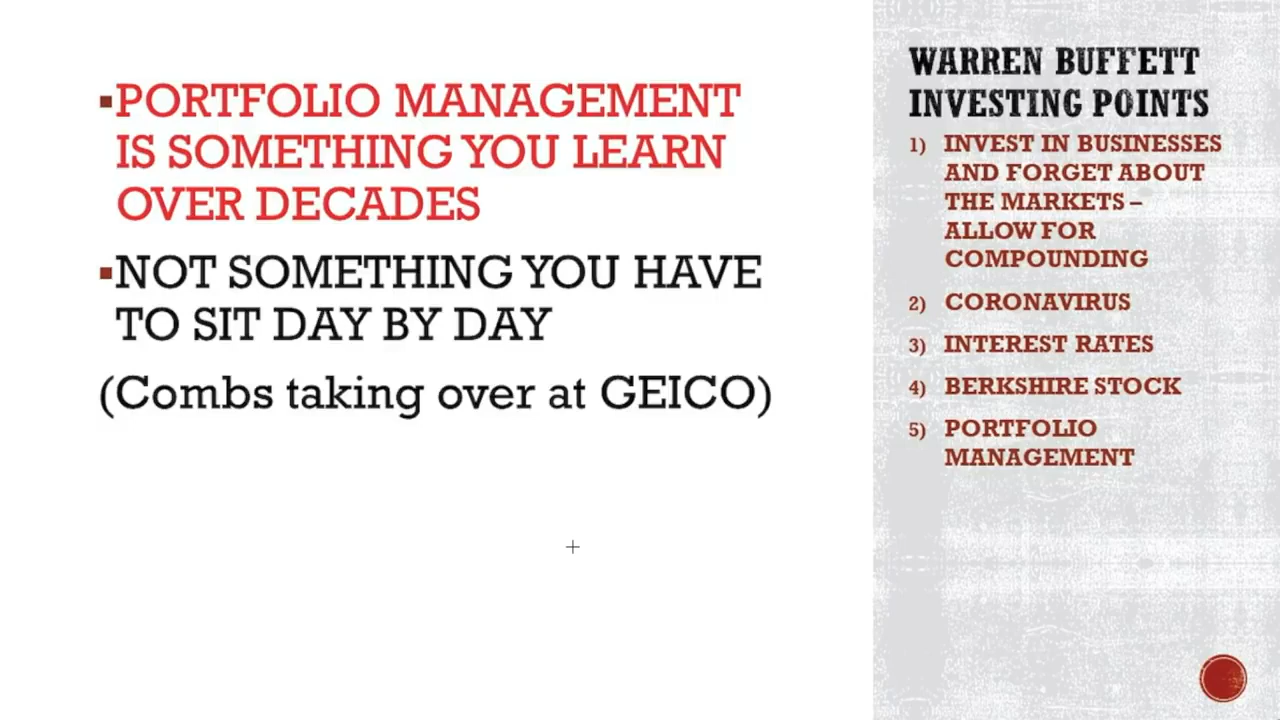 ▪PORTFOLIO MANAGEMENT
IS SOMETHING YOU LEARN
OVER DECADES
▪NOT SOMETHING YOU HAVE
TO SIT DAY BY DAY
(Combs taking over at GEICO)
WARREN BUFFETT
INVESTING POINTS
1) INVEST IN BUSINESSES
AND FORGET ABOUT
THE MARKETS –
ALLOW FOR
COMPOUNDING
2) CORONAVIRUS
3) INTEREST RATES
4) BERKSHIRE STOCK
5) PORTFOLIO
MANAGEMENT